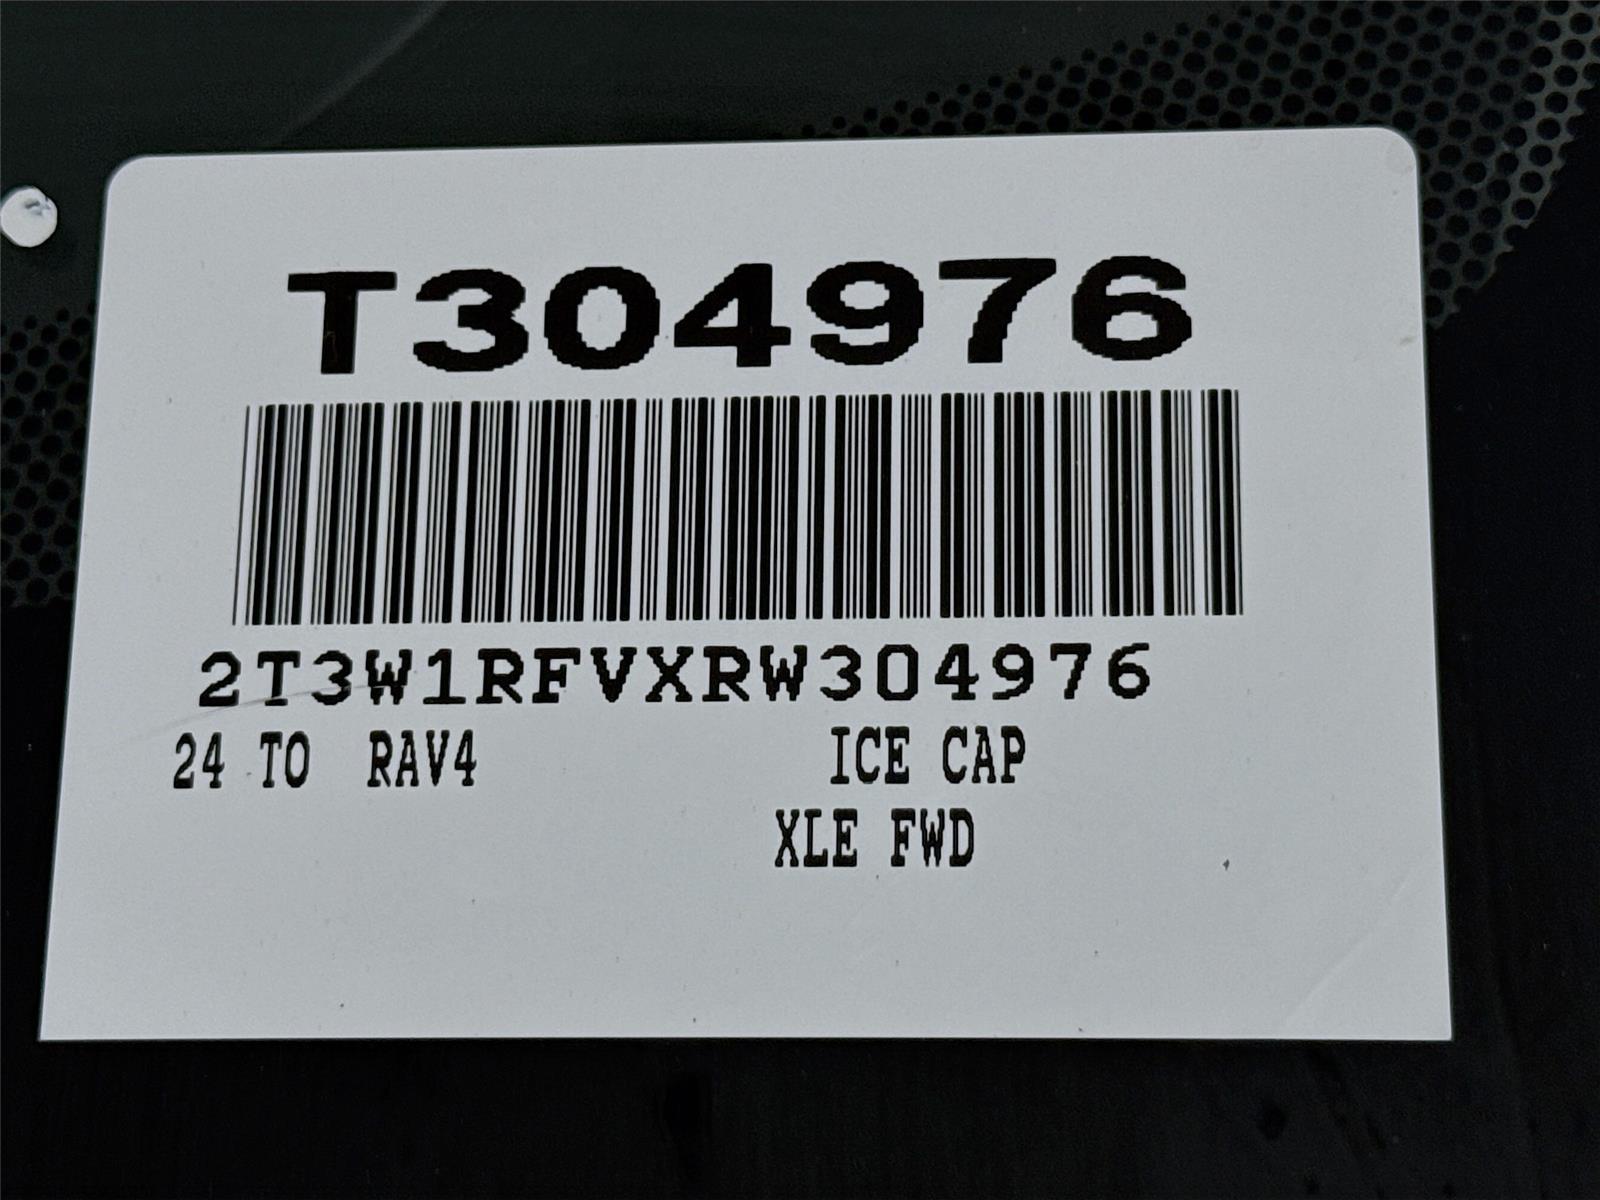 T304976
2T3W1RFVXRW304976
24 TO RAV4 ICE CAP
XLE FWD